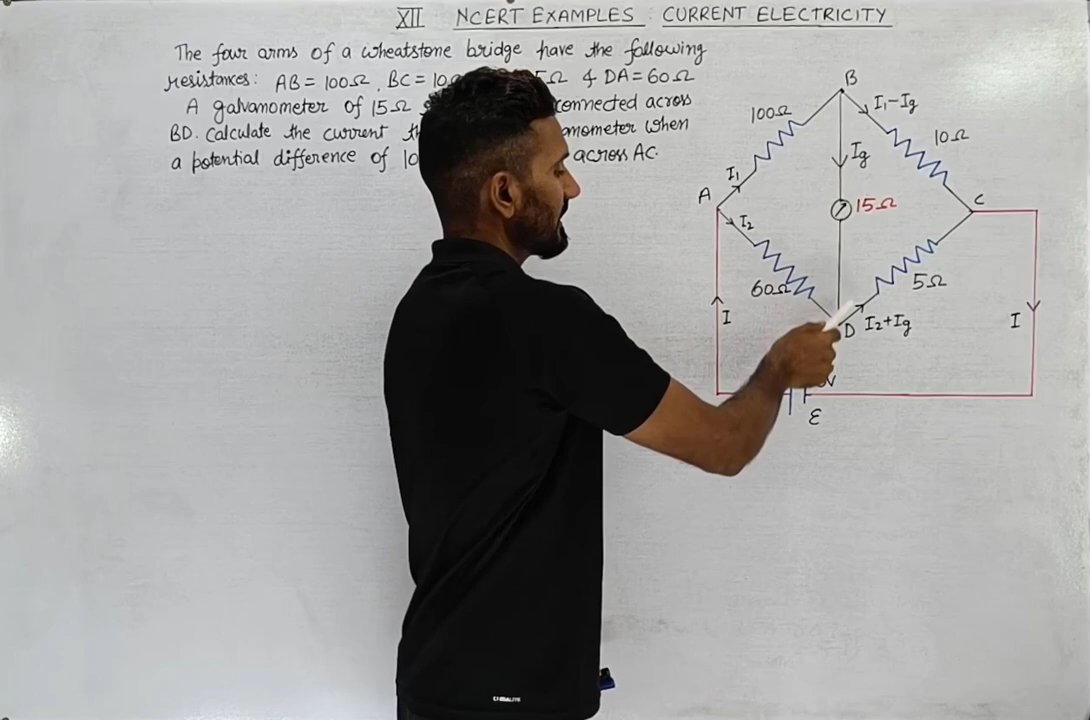 XII NCERT EXAMPLES : CURRENT ELECTRICITY
The four arms of a wheatstone bridge have the following
resistances: AB = 100Ω, BC = 10 5Ω & DA = 60Ω
A galvanometer of 15Ω connected across
BD. Calculate the current when
a potential difference of 10 across AC.
B
100Ω
I₁-Ig
10Ω
I₁
Ig
A
15Ω
C
I₂
60Ω
5Ω
I
D
I₂+Ig
I
V
ε